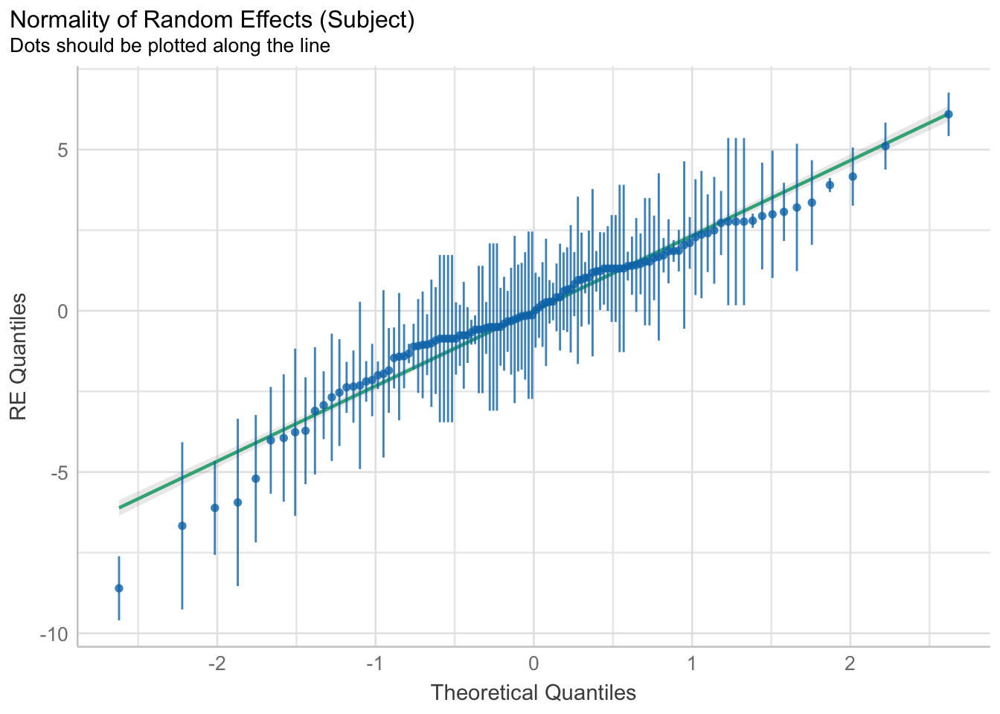 Normality of Random Effects (Subject)
Dots should be plotted along the line
5
0
-5
-10
RE Quantiles
-2
-1
0
1
2
Theoretical Quantiles